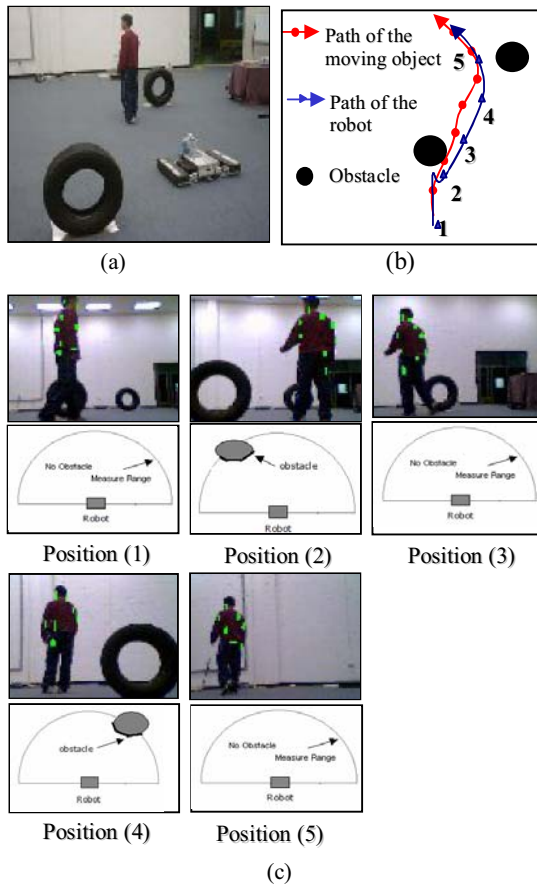 Path of the
moving object
Path of the
robot
Obstacle
5
4
3
2
1
(a)
(b)
No Obstacle
Measure Range
Robot
obstacle
Robot
No Obstacle
Measure Range
Robot
Position (1)
Position (2)
Position (3)
obstacle
Robot
No Obstacle
Measure Range
Robot
Position (4)
Position (5)
(c)